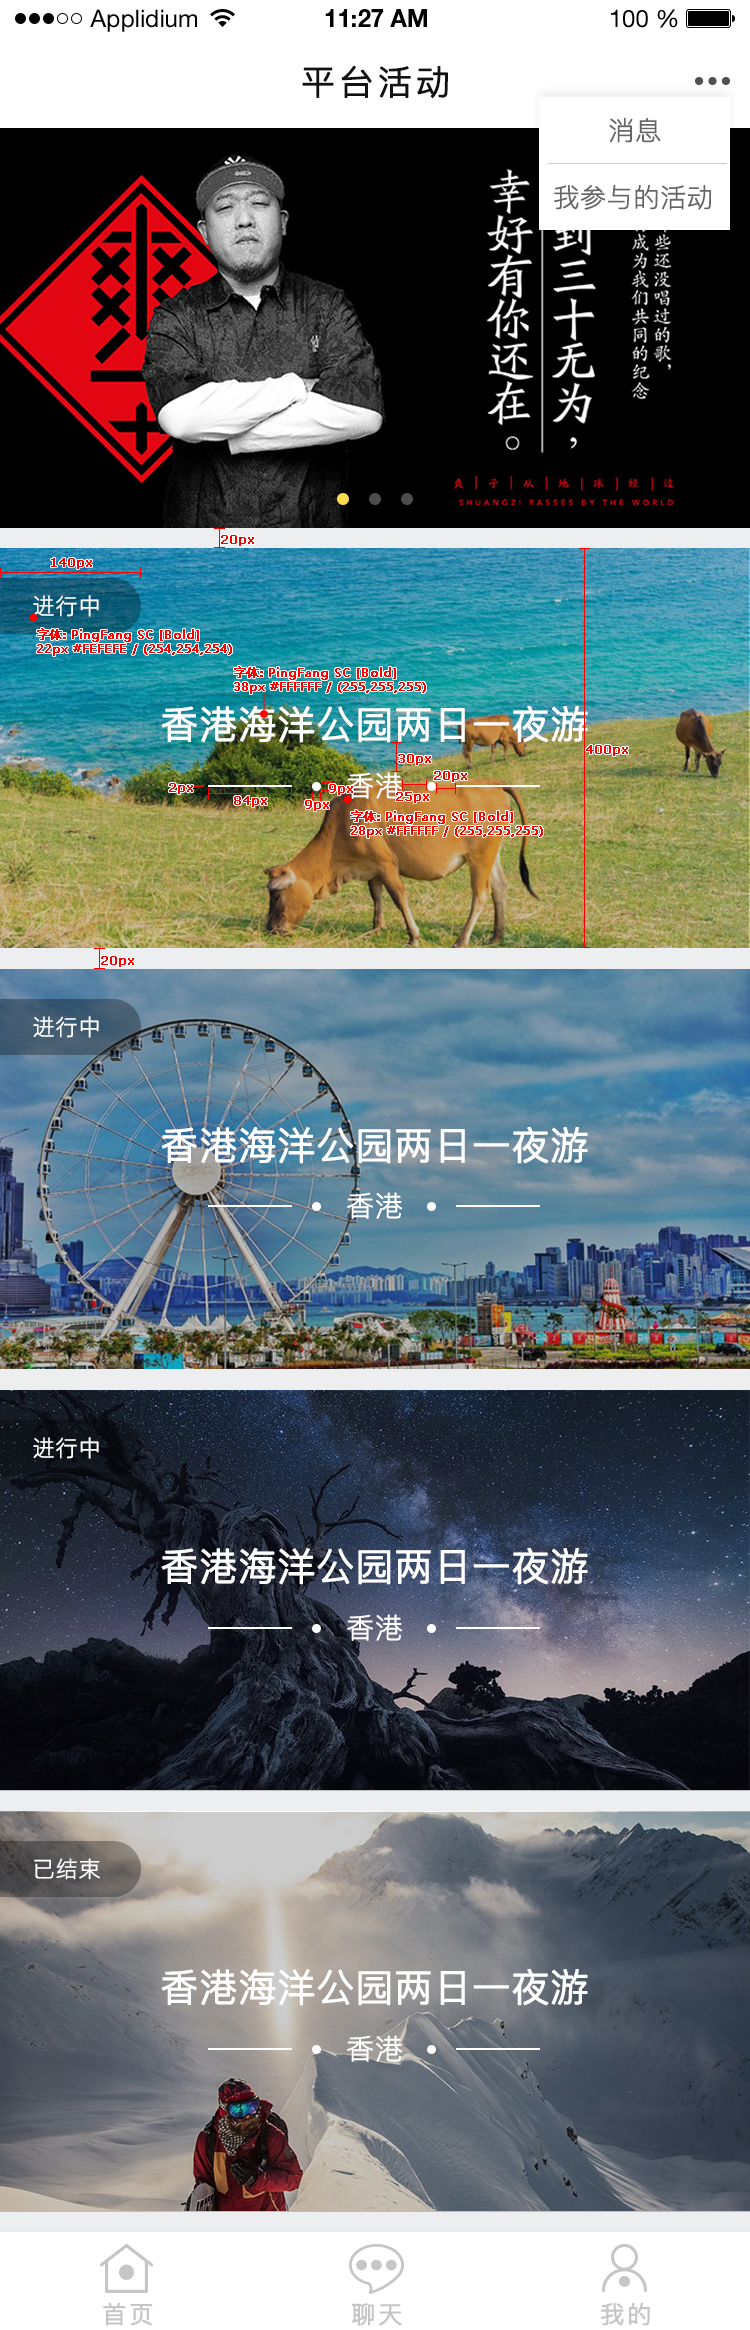 Applidium 11:27 AM 100 %
平台活动
消息
我参与的活动
幸好有你还在。
到三十无为，
些还没唱过的歌，
成为我们共同的纪念
爽 子 从 地 球 经 过
SHUANGZI PASSES BY THE WORLD
20px
140px
进行中
字体: PingFang SC [Bold]
22px #FEFEFE / (254,254,254)
字体: PingFang SC [Bold]
38px #FFFFFF / (255,255,255)
香港海洋公园两日一夜游
400px
30px
20px
2px
84px
9px
9px
香港
25px
字体: PingFang SC [Bold]
28px #FFFFFF / (255,255,255)
20px
进行中
香港海洋公园两日一夜游
香港
进行中
香港海洋公园两日一夜游
香港
已结束
香港海洋公园两日一夜游
香港
首页 聊天 我的